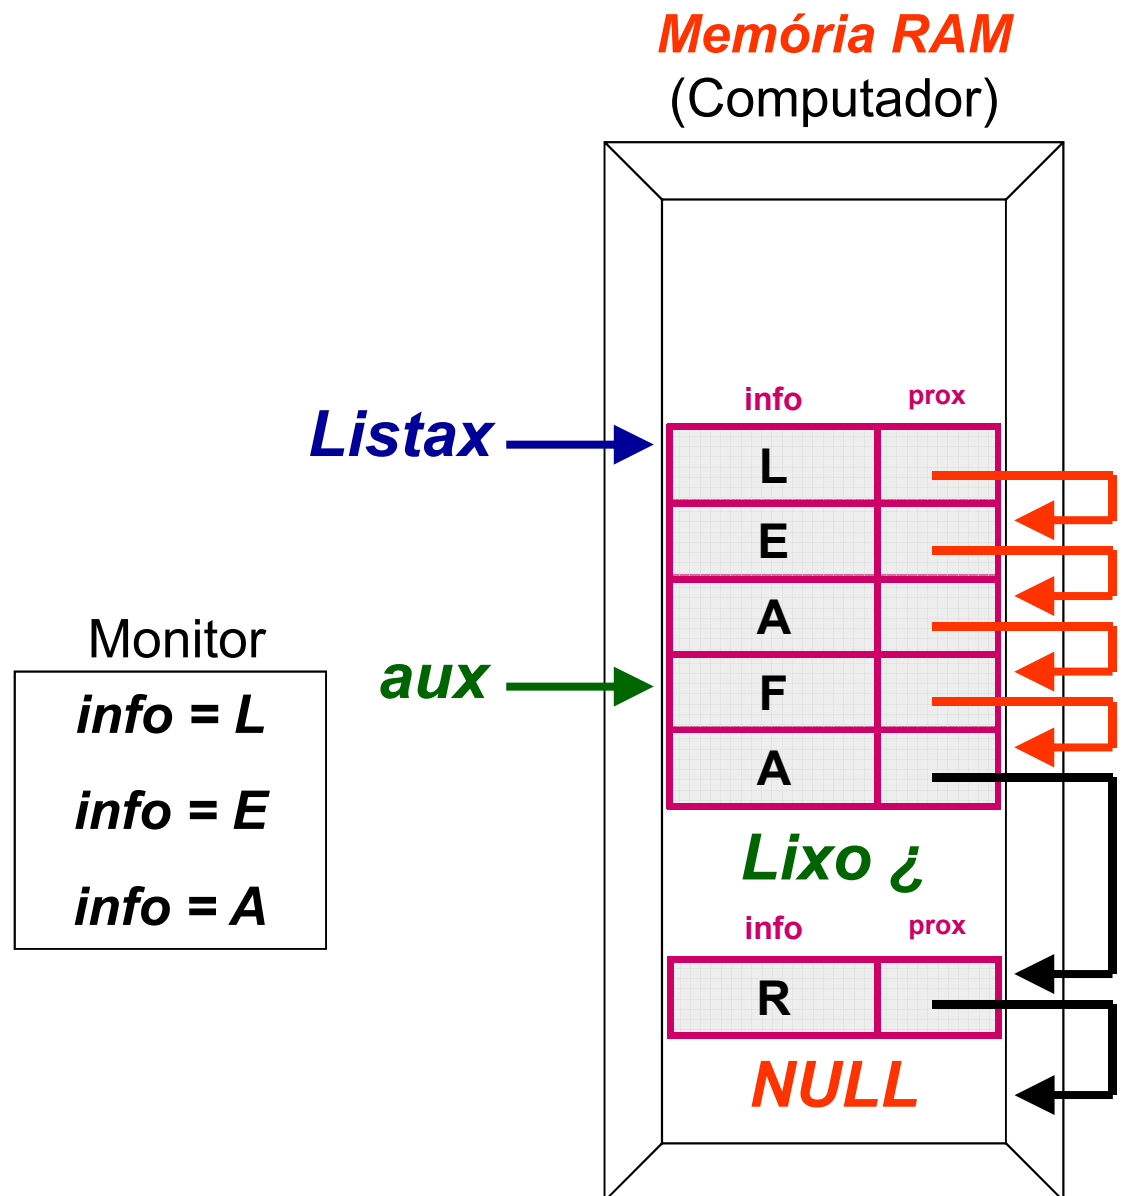 Memória RAM
(Computador)
info prox
Listax
L
E
A
Monitor
aux
F
info = L
A
info = E
Lixo ¿
info = A
info prox
R
NULL